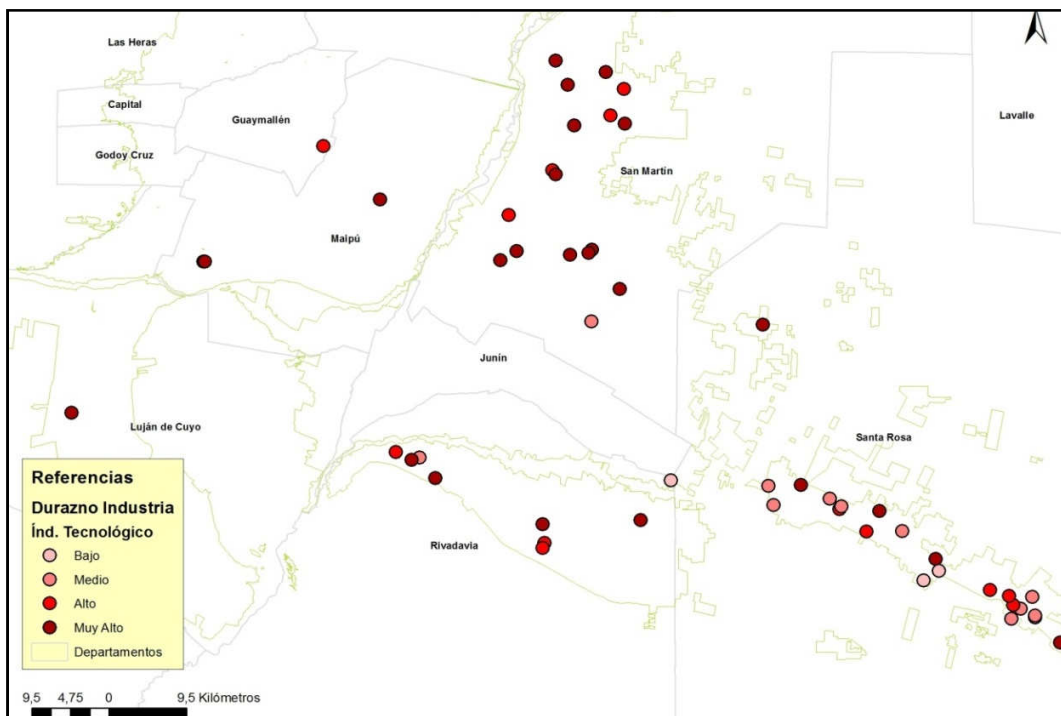 Las Heras
Capital
Guaymallén
Godoy Cruz
Lavalle
San Martín
Maipú
Junín
Luján de Cuyo
Santa Rosa
Rivadavia
Referencias
Durazno Industria
Índ. Tecnológico
Bajo
Medio
Alto
Muy Alto
Departamentos
9,5 4,75 0 9,5 Kilómetros